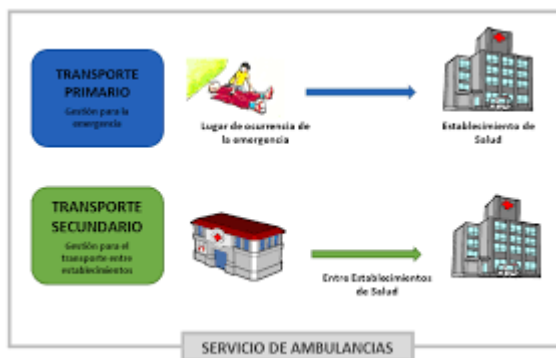 TRANSPORTE
PRIMARIO
Gestión para la
emergencia
Lugar de ocurrencia de
la emergencia
Establecimiento de
Salud
TRANSPORTE
SECUNDARIO
Gestión para el
transporte entre
establecimientos
Entre Establecimientos
de Salud
SERVICIO DE AMBULANCIAS